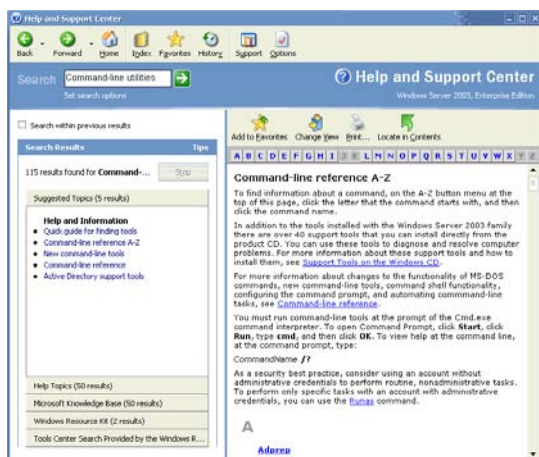 Help and Support Center
Back Forward Home Index Favorites History Support Options
Search Command-line utilities
Set search options
Help and Support Center
Windows Server 2003, Enterprise Edition
Search within previous results
Search Results Tips
115 results found for Command-... Stop
Suggested Topics (5 results)
Help and Information
Quick guide for finding tools
Command-line reference A-Z
New command-line tools
Command-line reference
Active Directory support tools
Help Topics (50 results)
Microsoft Knowledge Base (50 results)
Windows Resource Kit (2 results)
Tools Center Search Provided by the Windows R...
Add to Favorites Change View Print... Locate in Contents
A B C D E F G H I J K L M N O P Q R S T U V W X Y Z
Command-line reference A-Z
To find information about a command, on the A-Z button menu at the
top of this page, click the letter that the command starts with, and then
click the command name.
In addition to the tools installed with the Windows Server 2003 family
there are over 40 support tools that you can install directly from the
product CD. You can use these tools to diagnose and resolve computer
problems. For more information about these support tools and how to
install them, see Support Tools on the Windows CD.
For more information about changes to the functionality of MS-DOS
commands, new command-line tools, command shell functionality,
configuring the command prompt, and automating commmand-line
tasks, see Command-line reference.
You must run command-line tools at the prompt of the Cmd.exe
command interpreter. To open Command Prompt, click Start, click
Run, type cmd, and then click OK. To view help at the command line,
at the command prompt, type:
CommandName /?
As a security best practice, consider using an account without
administrative credentials to perform routine, nonadministrative tasks.
To perform only specific tasks with an account with administrative
credentials, you can use the Runas command.
A
Adprep